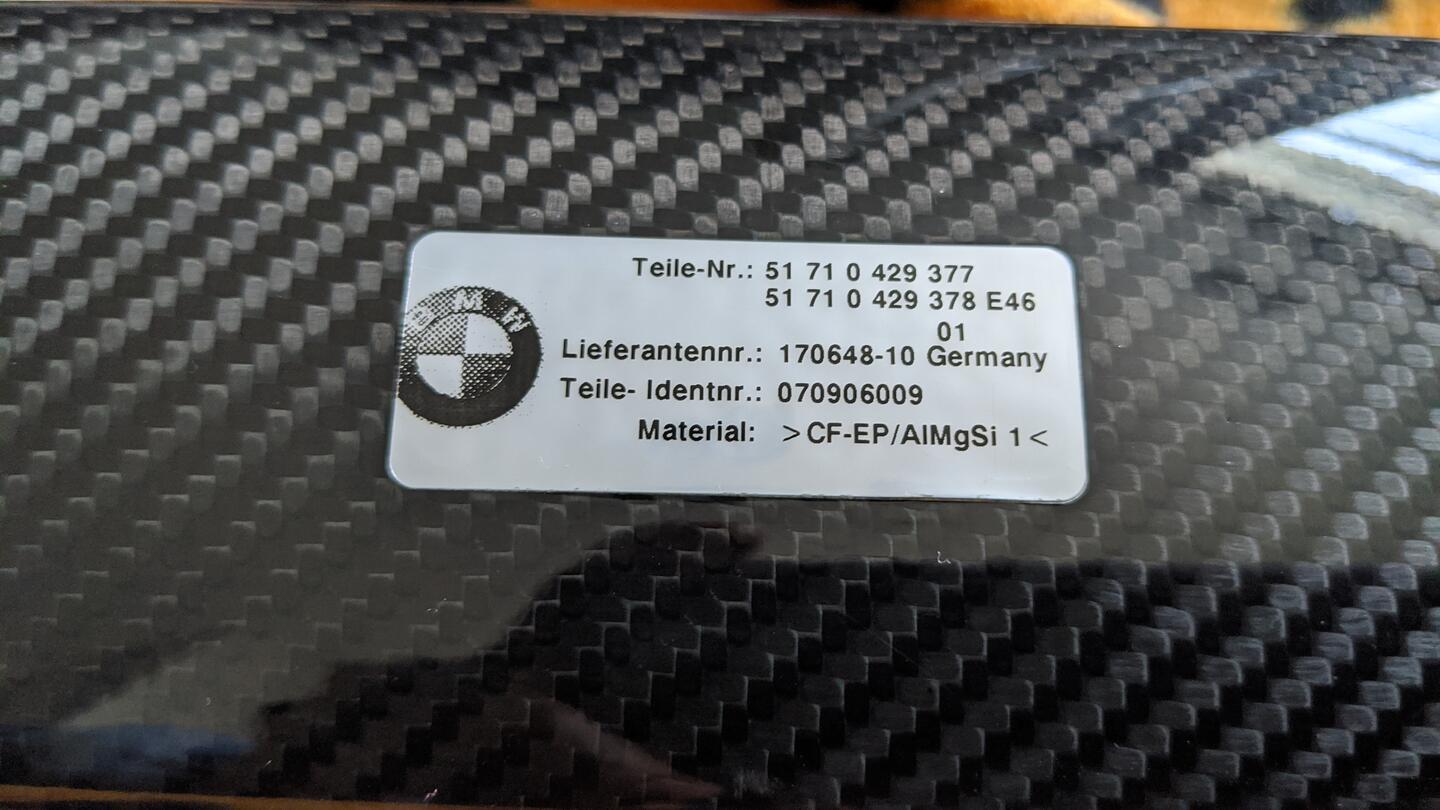 Teile-Nr.: 51 71 0 429 377
51 71 0 429 378 E46
01
Lieferantennr.: 170648-10 Germany
Teile- Identnr.: 070906009
Material: >CF-EP/AlMgSi 1<
BMW